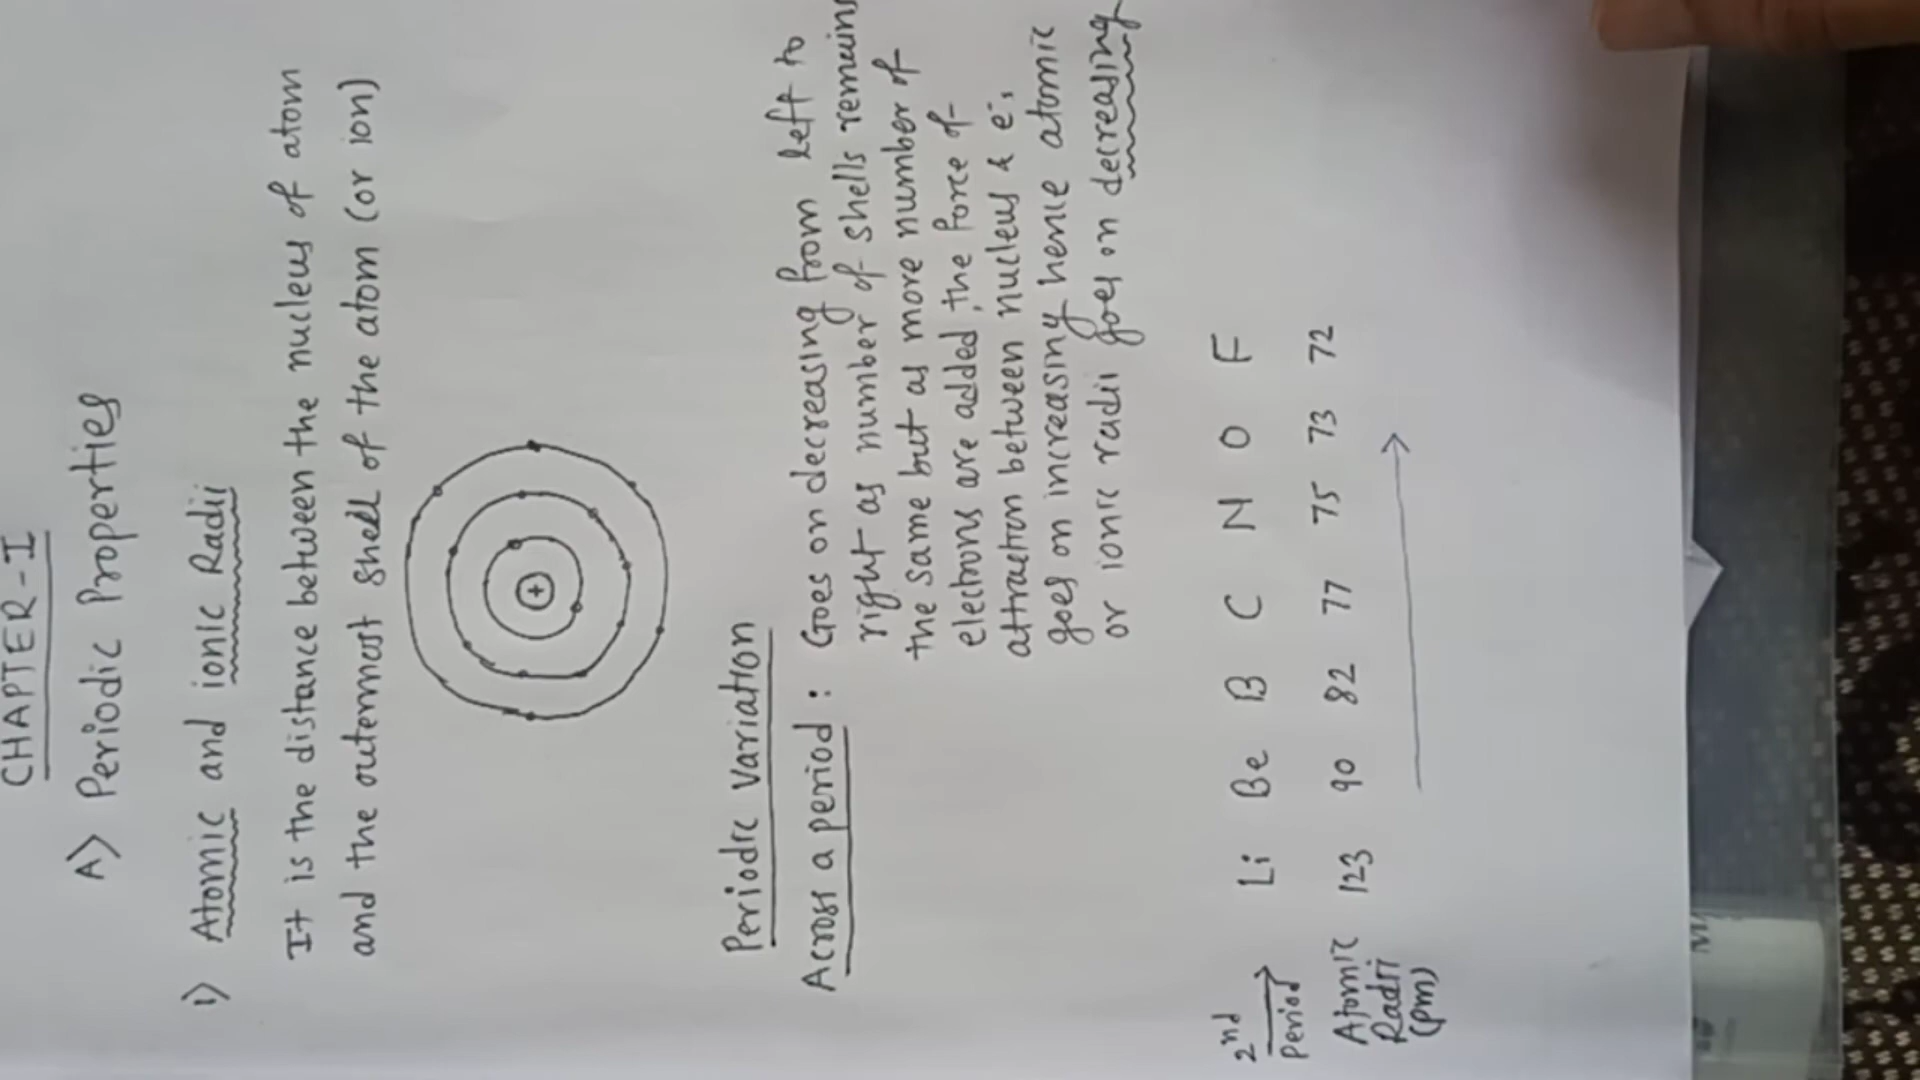 CHAPTER-I
A) Periodic Properties
1) Atomic and ionic Radii
It is the distance between the nucleus of atom
and the outermost shell of the atom (or ion)
+
Periodic Variation
Across a period : Goes on decreasing from left to
right as number of shells remains
the same but as more number of
electrons are added, the force of
attraction between nucleus & e⁻s
goes on increasing hence atomic
or ionic radii goes on decreasing
2nd Period Li Be B C N O F
Atomic Radii (pm) 123 90 82 77 75 73 72